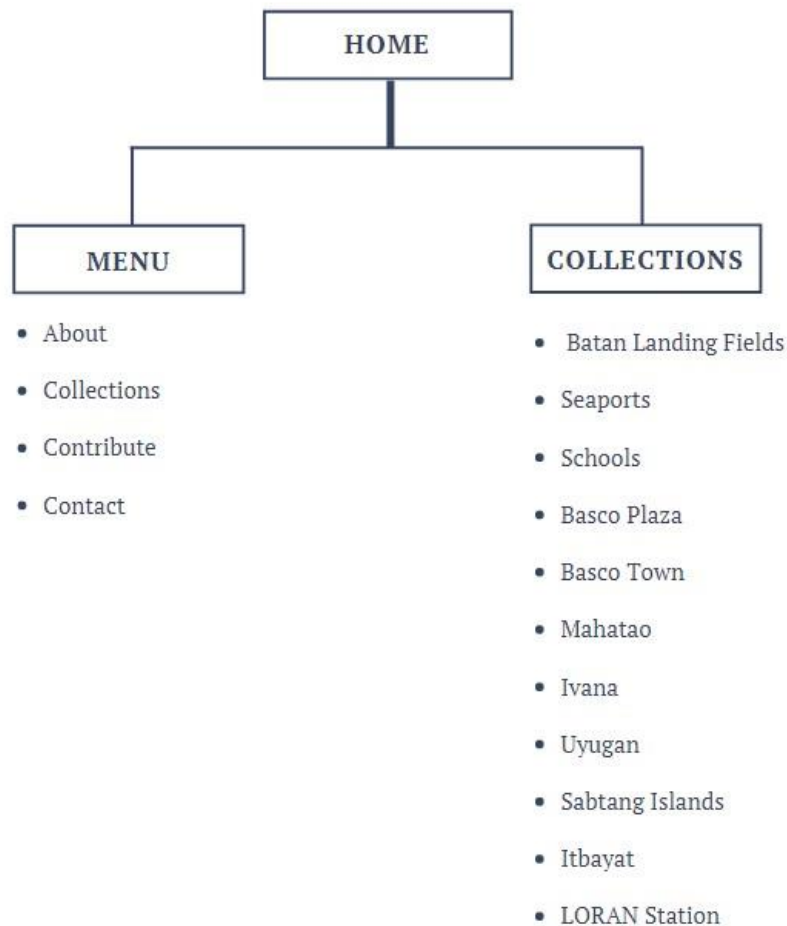 HOME
MENU
• About
• Collections
• Contribute
• Contact
COLLECTIONS
• Batan Landing Fields
• Seaports
• Schools
• Basco Plaza
• Basco Town
• Mahatao
• Ivana
• Uyugan
• Sabtang Islands
• Itbayat
• LORAN Station